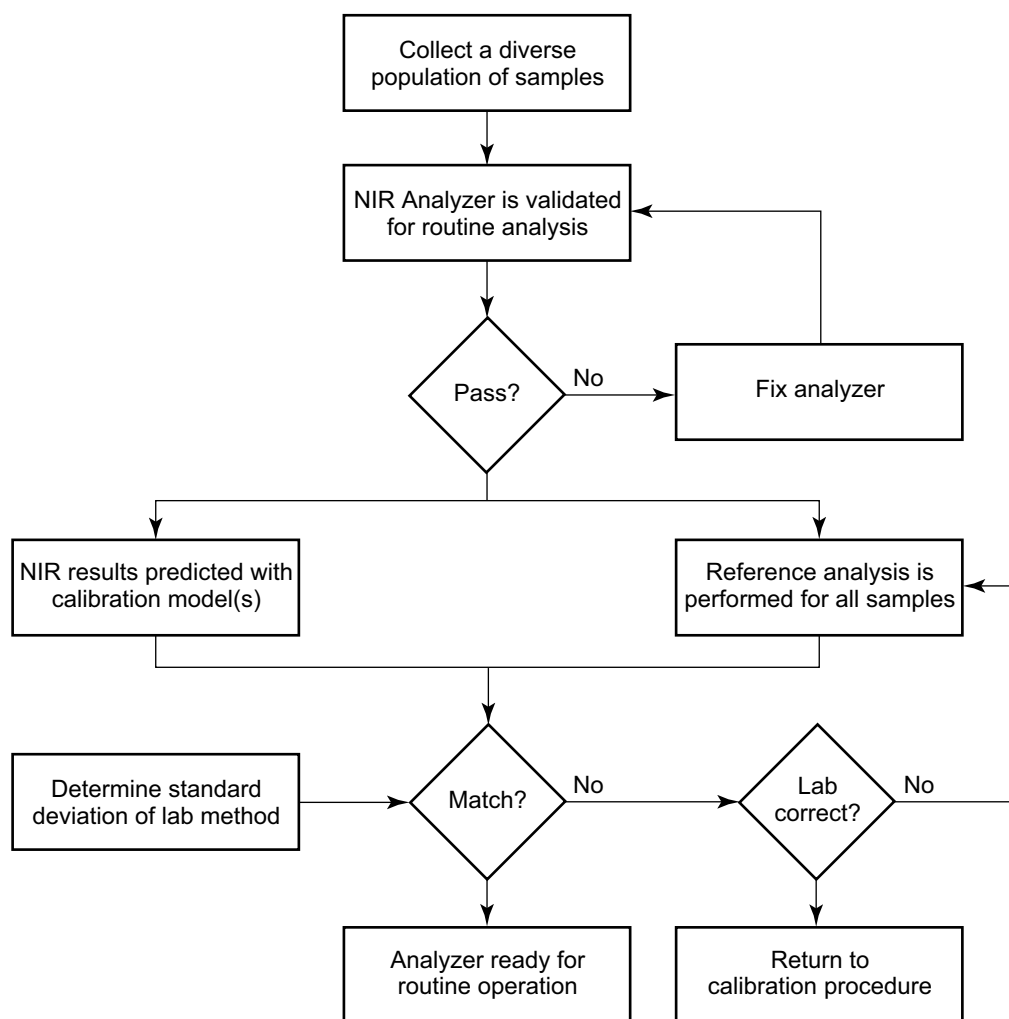 Collect a diverse
population of samples
NIR Analyzer is validated
for routine analysis
Pass?
No
Fix analyzer
NIR results predicted with
calibration model(s)
Reference analysis is
performed for all samples
Determine standard
deviation of lab method
Match?
No
Lab
correct?
No
Analyzer ready for
routine operation
Return to
calibration procedure